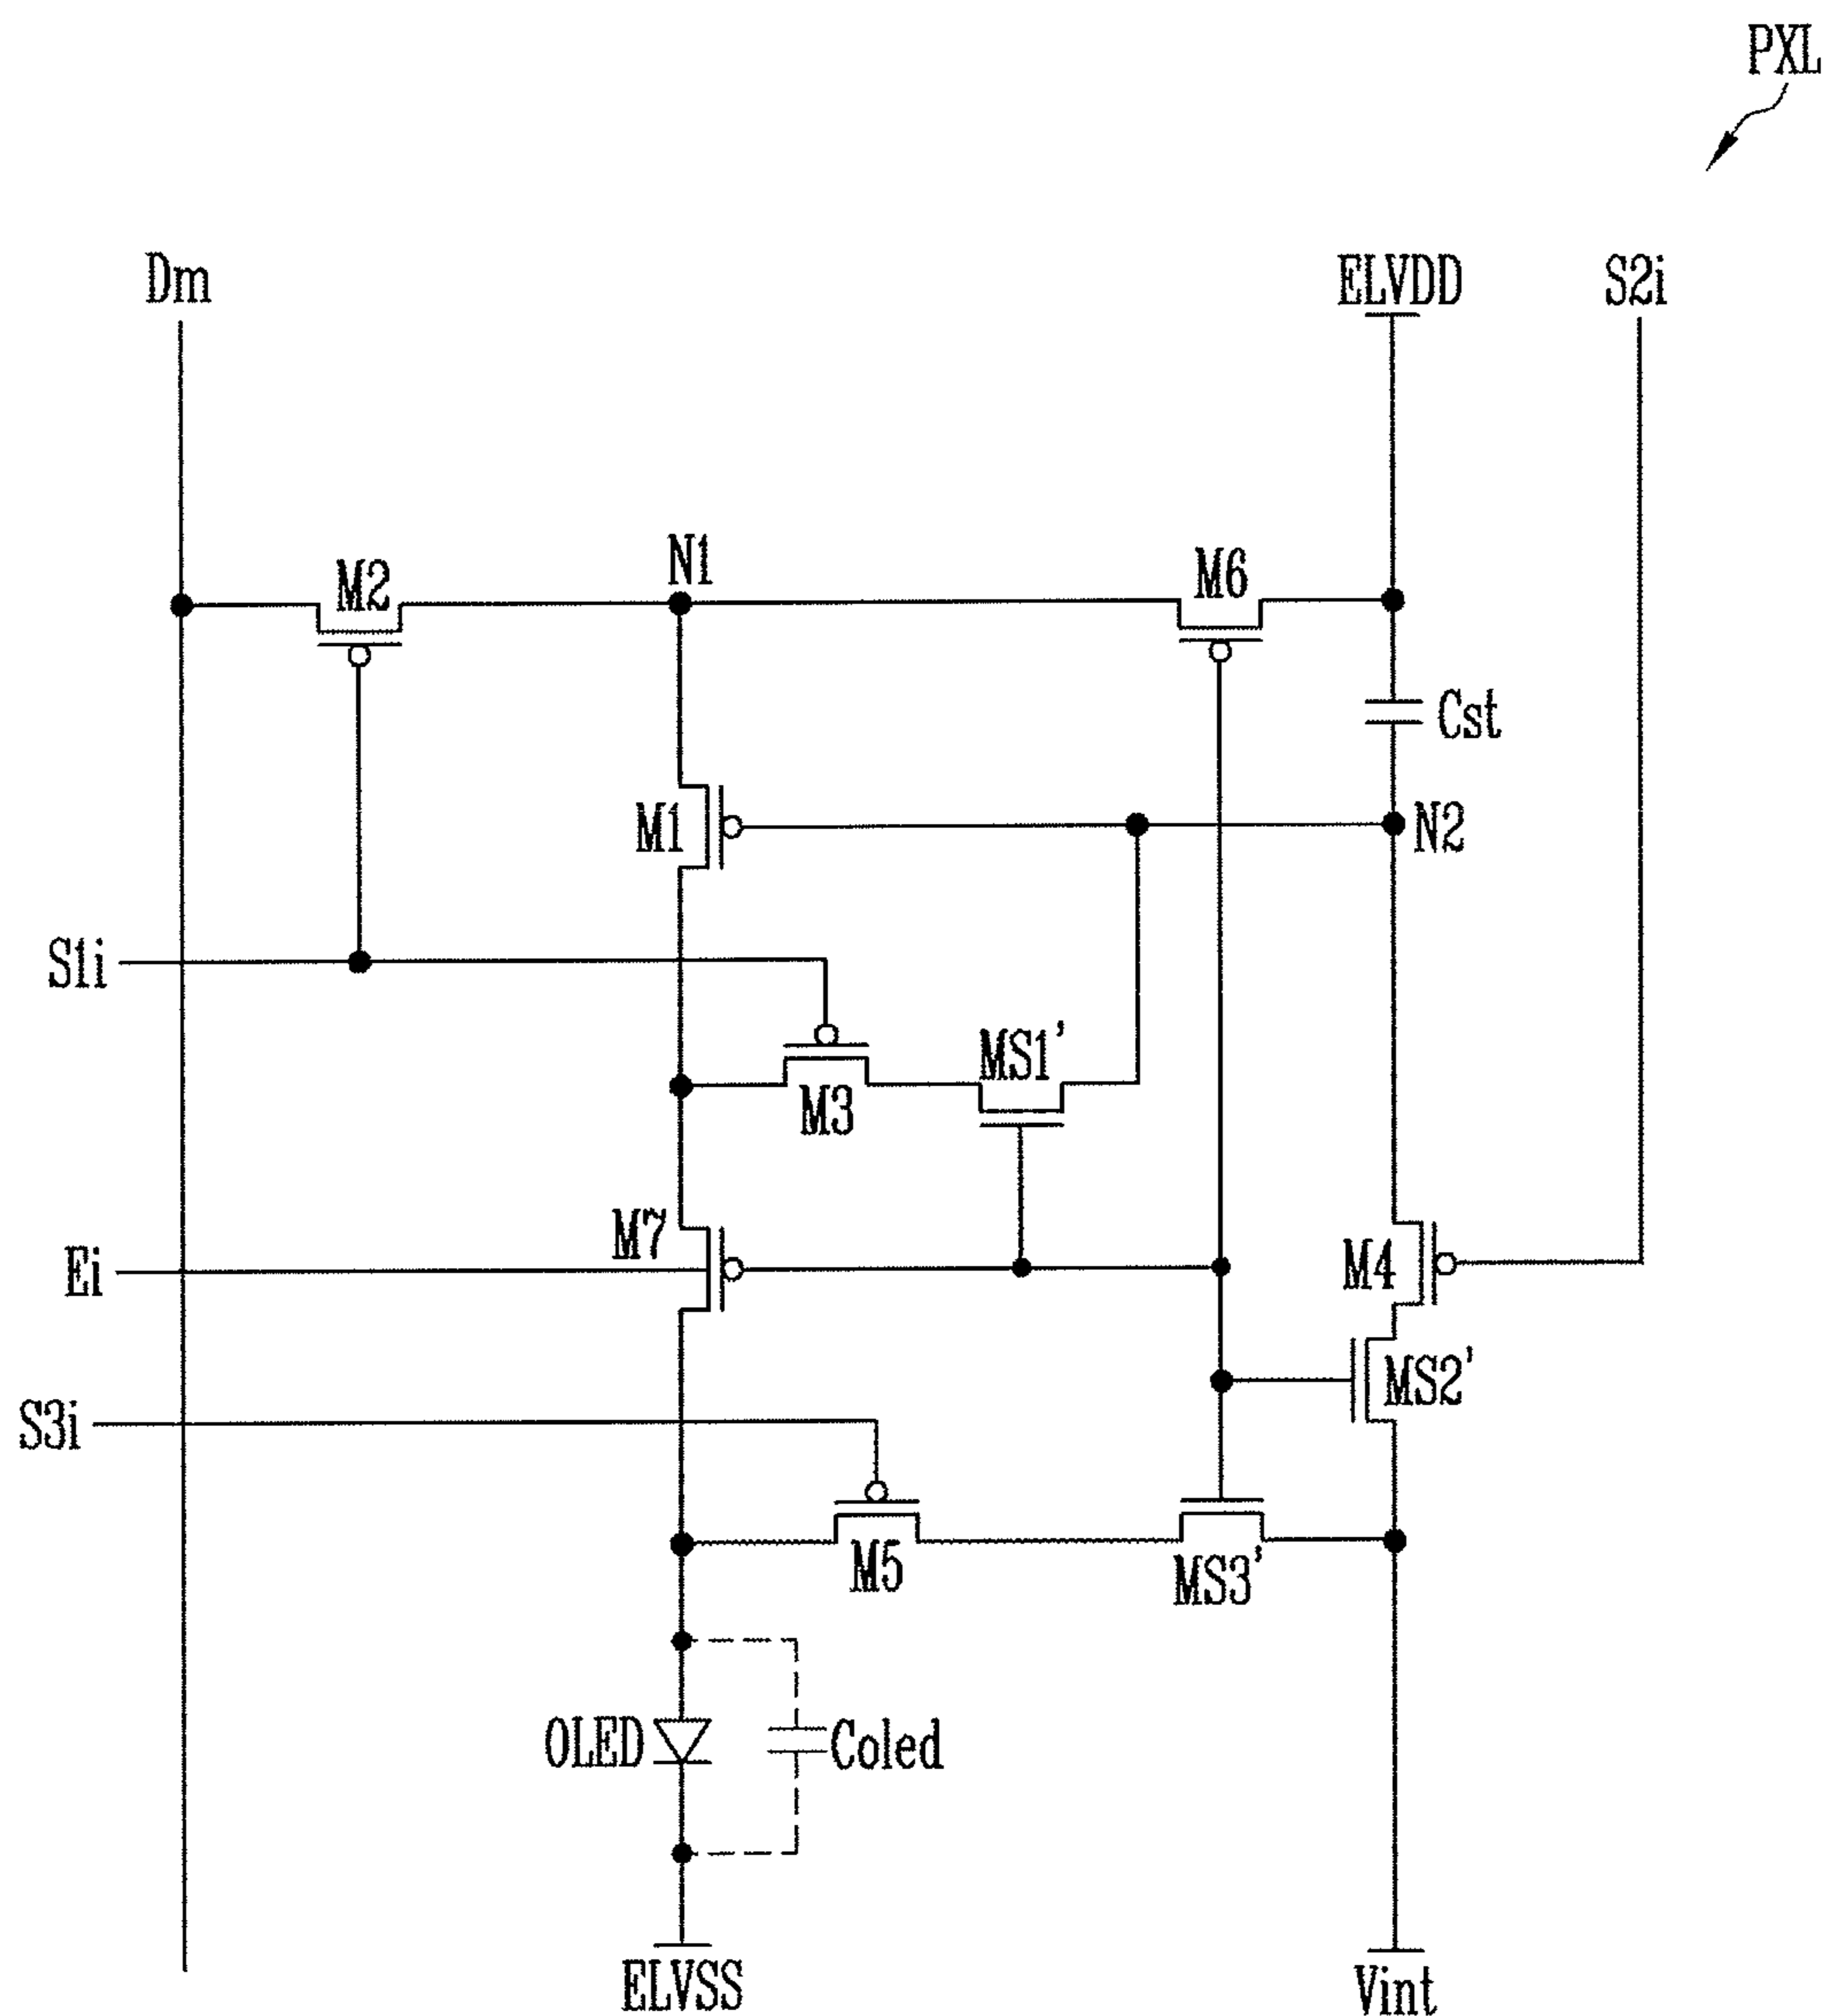 PXL
Dm
ELVDD
S2i
M2
N1
M6
Cst
M1
N2
S1i
MS1'
M3
M7
Ei
M4
MS2'
S3i
M5
MS3'
OLED
Coled
ELVSS
Vint